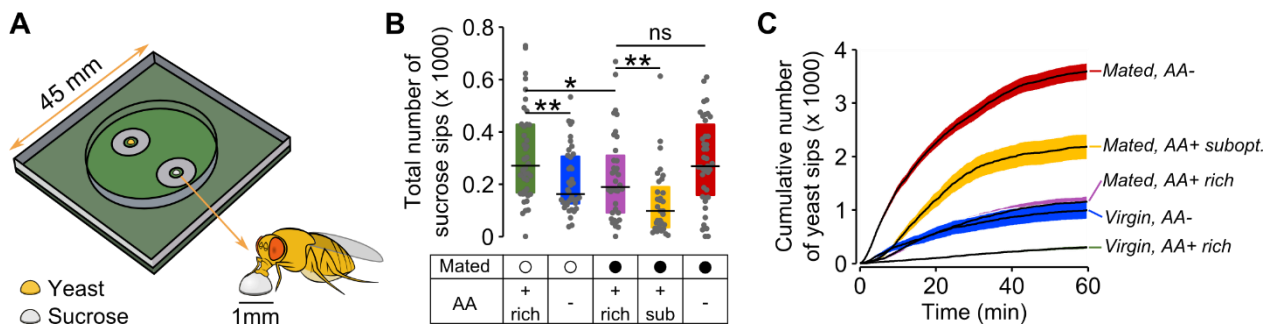 A
45 mm
Yeast
Sucrose
1mm
B
Total number of
sucrose sips (x 1000)
0.8
0.6
0.4
0.2
0
ns
**
*
**
Mated
AA
+ - + + -
rich rich sub
C
Cumulative number
of yeast sips (x 1000)
4
3
2
1
0
0 20 40 60
Time (min)
Mated, AA-
Mated, AA+ subopt.
Mated, AA+ rich
Virgin, AA-
Virgin, AA+ rich